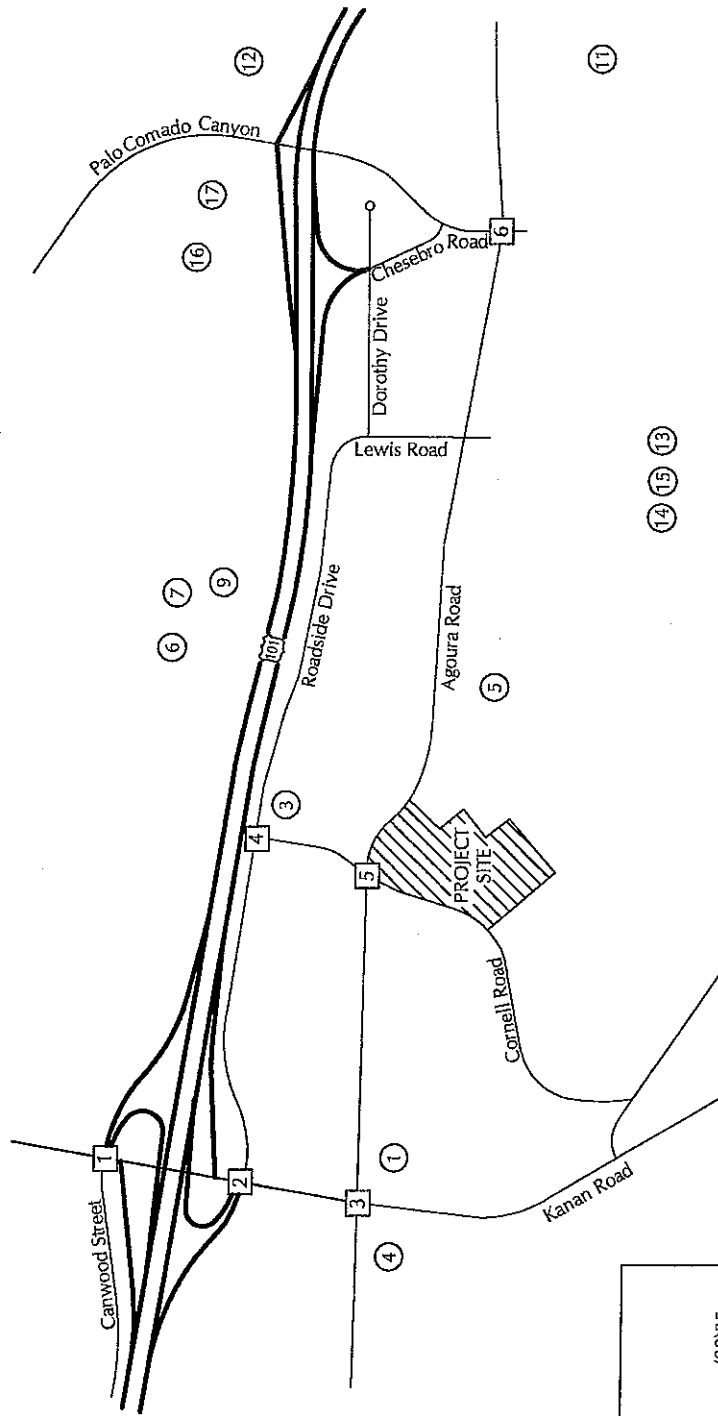 Canwood Street
1
6
7
16
17
Palo Comado Canyon
12
2
4
3
9
101
Roadside Drive
3
1
4
5
Lewis Road
Dorothy Drive
Chesebro Road
Agoura Road
6
PROJECT
SITE
5
Cornell Road
Kanan Road
11
14
15
13